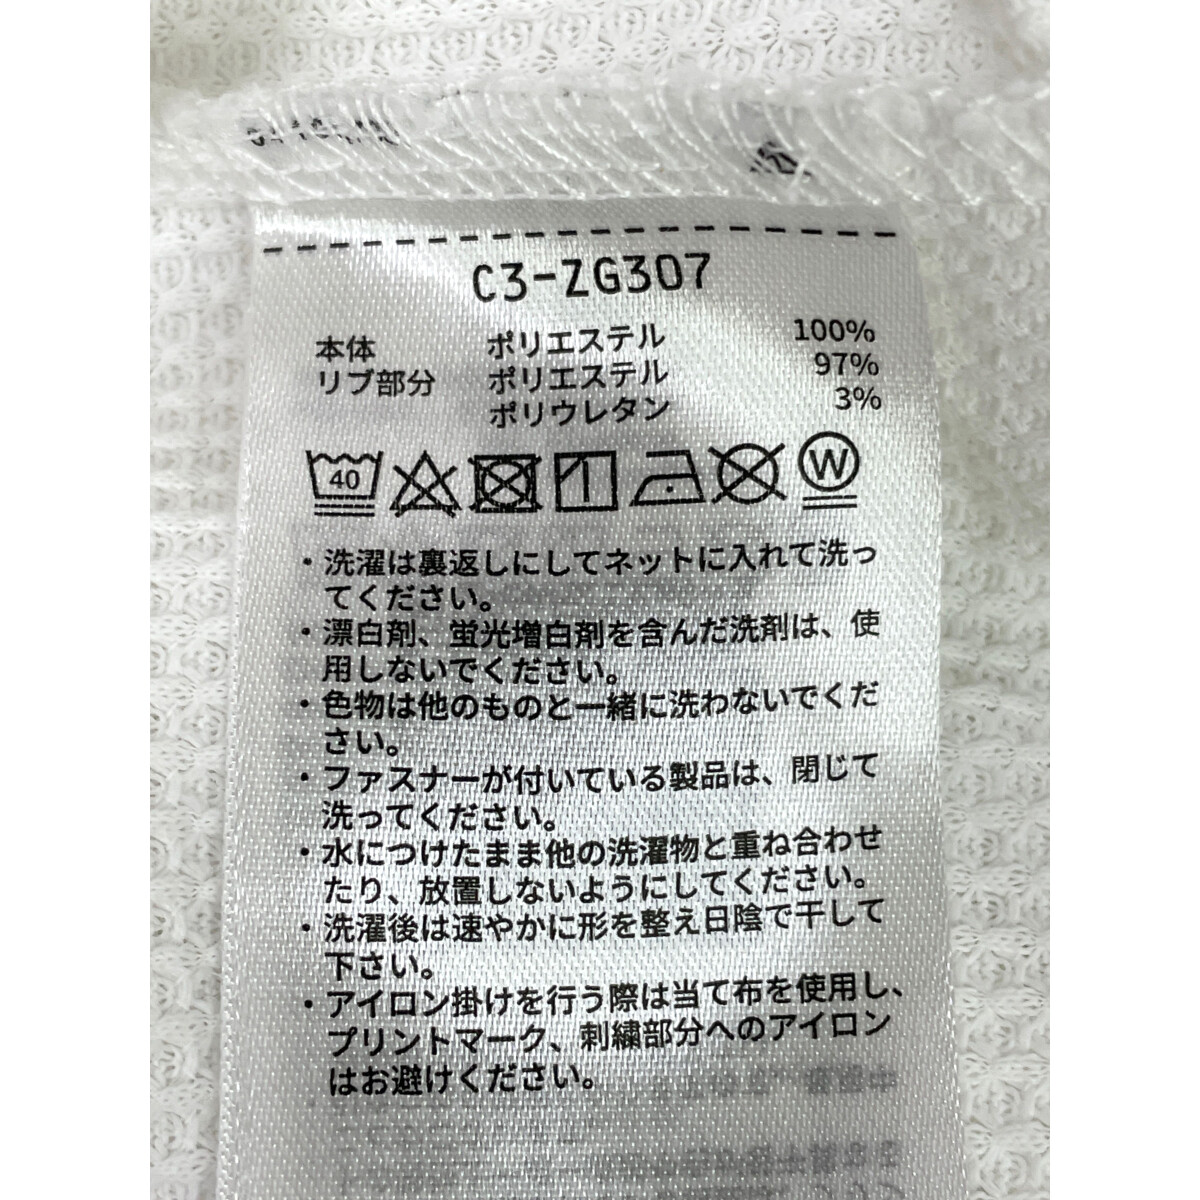 C3-ZG307
本体 ポリエステル 100%
リブ部分 ポリエステル 97%
ポリウレタン 3%
40 W
・洗濯は裏返しにしてネットに入れて洗っ
てください。
・漂白剤、蛍光増白剤を含んだ洗剤は、使
用しないでください。
・色物は他のものと一緒に洗わないでくだ
さい。
・ファスナーが付いている製品は、閉じて
洗ってください。
・水につけたまま他の洗濯物と重ね合わせ
たり、放置しないようにしてください。
・洗濯後は速やかに形を整え日陰で干して
下さい。
・アイロン掛けを行う際は当て布を使用し、
プリントマーク、刺繍部分へのアイロン
はお避けください。